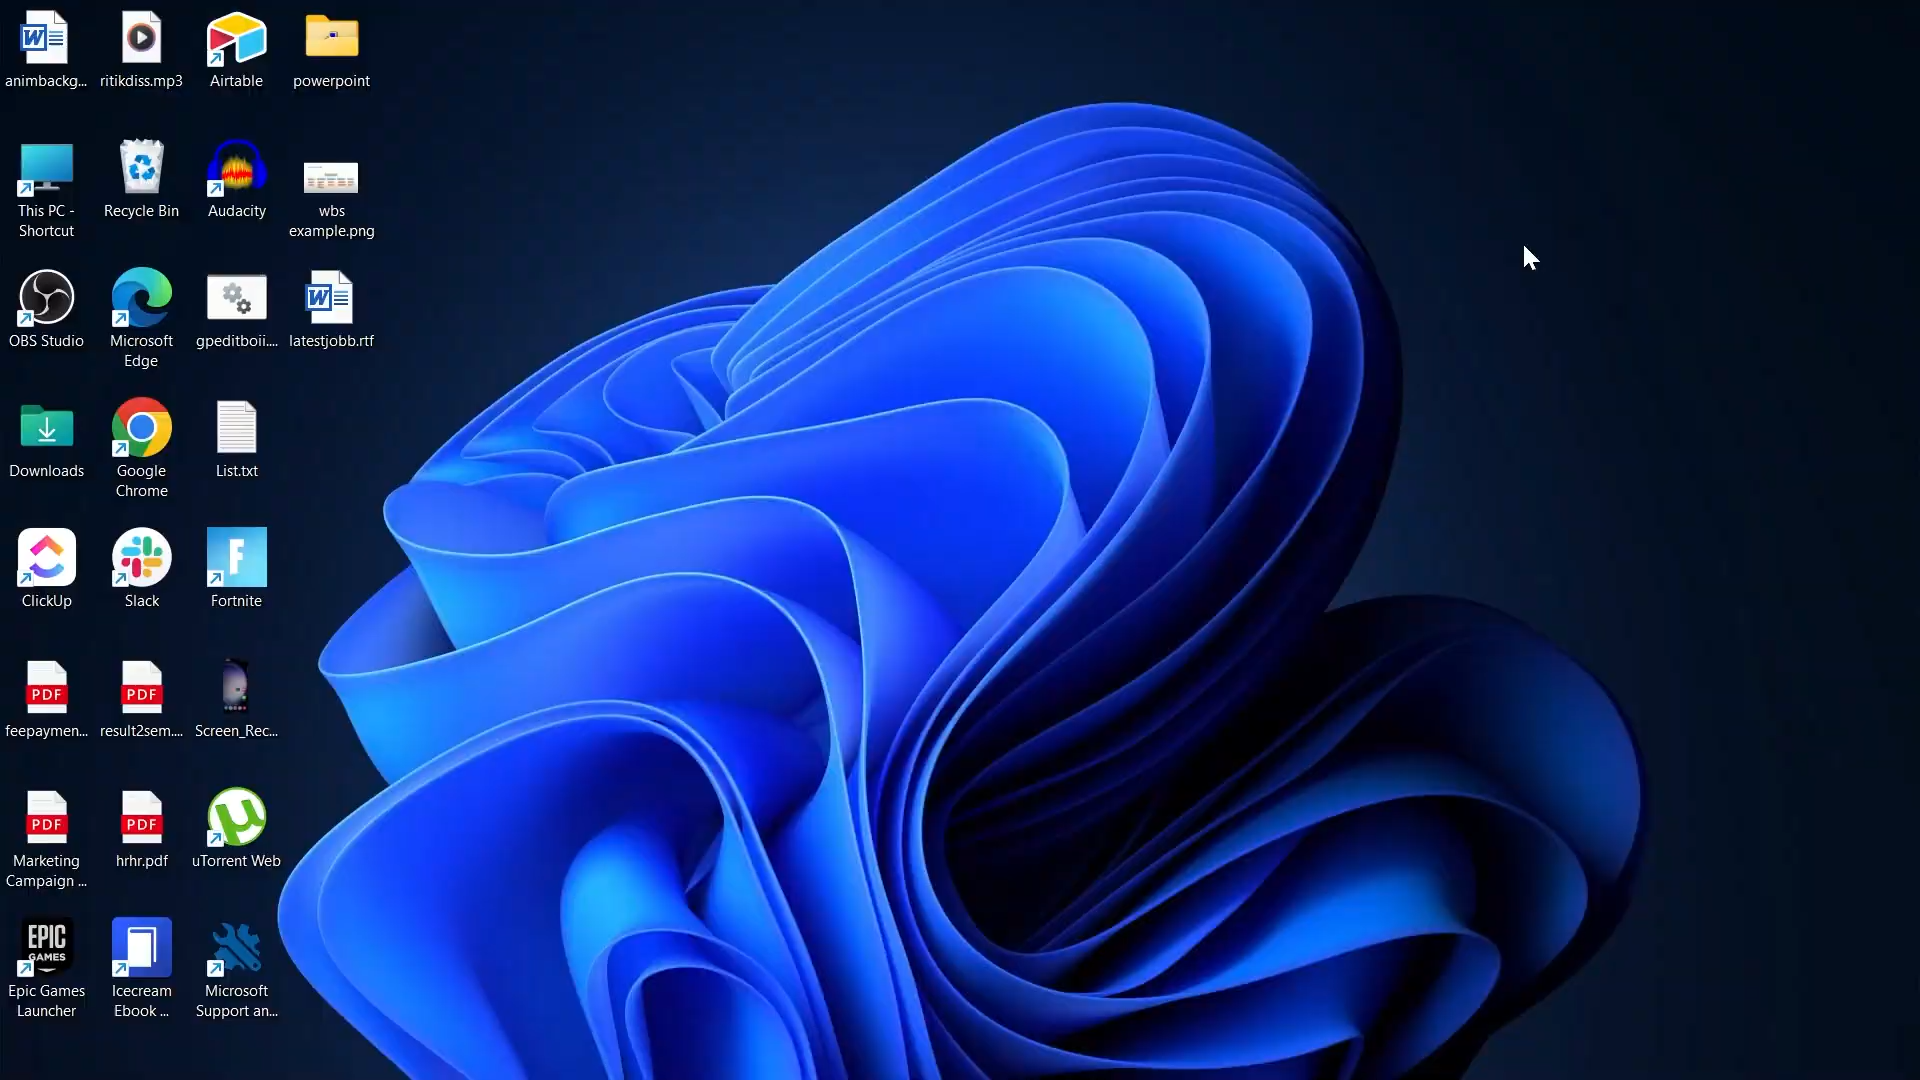 animbackg...
ritikdiss.mp3
Airtable
powerpoint
This PC -
Shortcut
Recycle Bin
Audacity
wbs
example.png
OBS Studio
Microsoft
Edge
gpeditboii....
latestjobb.rtf
Downloads
Google
Chrome
List.txt
ClickUp
Slack
F
Fortnite
PDF
feepaymen...
PDF
result2sem....
Screen_Rec...
PDF
Marketing
Campaign ...
PDF
hrhr.pdf
uTorrent Web
EPIC
GAMES
Epic Games
Launcher
Icecream
Ebook ...
Microsoft
Support an...